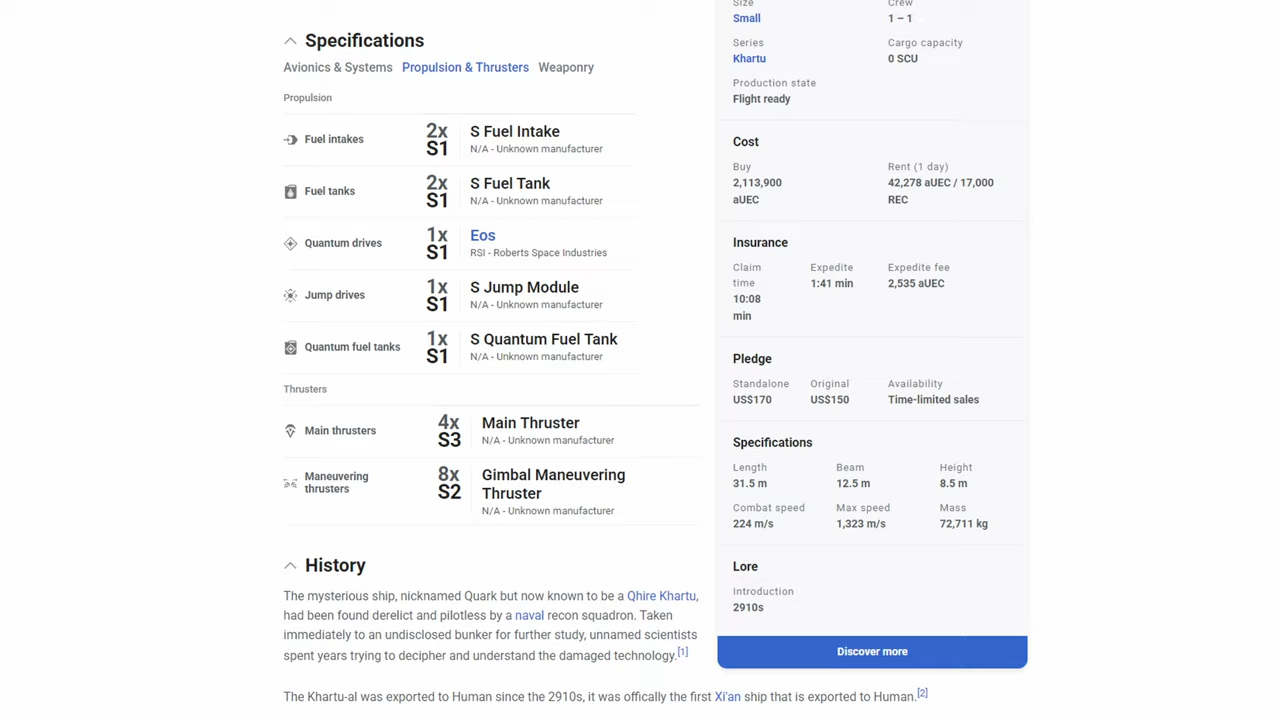 Specifications
Avionics & Systems Propulsion & Thrusters Weaponry
Propulsion
Fuel intakes
2x
S1
S Fuel Intake
N/A - Unknown manufacturer
Fuel tanks
2x
S1
S Fuel Tank
N/A - Unknown manufacturer
Quantum drives
1x
S1
Eos
RSI - Roberts Space Industries
Jump drives
1x
S1
S Jump Module
N/A - Unknown manufacturer
Quantum fuel tanks
1x
S1
S Quantum Fuel Tank
N/A - Unknown manufacturer
Thrusters
Main thrusters
4x
S3
Main Thruster
N/A - Unknown manufacturer
Maneuvering
thrusters
8x
S2
Gimbal Maneuvering
Thruster
N/A - Unknown manufacturer
History
The mysterious ship, nicknamed Quark but now known to be a Qhire Khartu,
had been found derelict and pilotless by a naval recon squadron. Taken
immediately to an undisclosed bunker for further study, unnamed scientists
spent years trying to decipher and understand the damaged technology.[1]
The Khartu-al was exported to Human since the 2910s, it was offically the first Xi'an ship that is exported to Human.[2]
Size Crew
Small 1 – 1
Series Cargo capacity
Khartu 0 SCU
Production state
Flight ready
Cost
Buy Rent (1 day)
2,113,900 42,278 aUEC / 17,000
aUEC REC
Insurance
Claim Expedite Expedite fee
time 1:41 min 2,535 aUEC
10:08
min
Pledge
Standalone Original Availability
US$170 US$150 Time-limited sales
Specifications
Length Beam Height
31.5 m 12.5 m 8.5 m
Combat speed Max speed Mass
224 m/s 1,323 m/s 72,711 kg
Lore
Introduction
2910s
Discover more